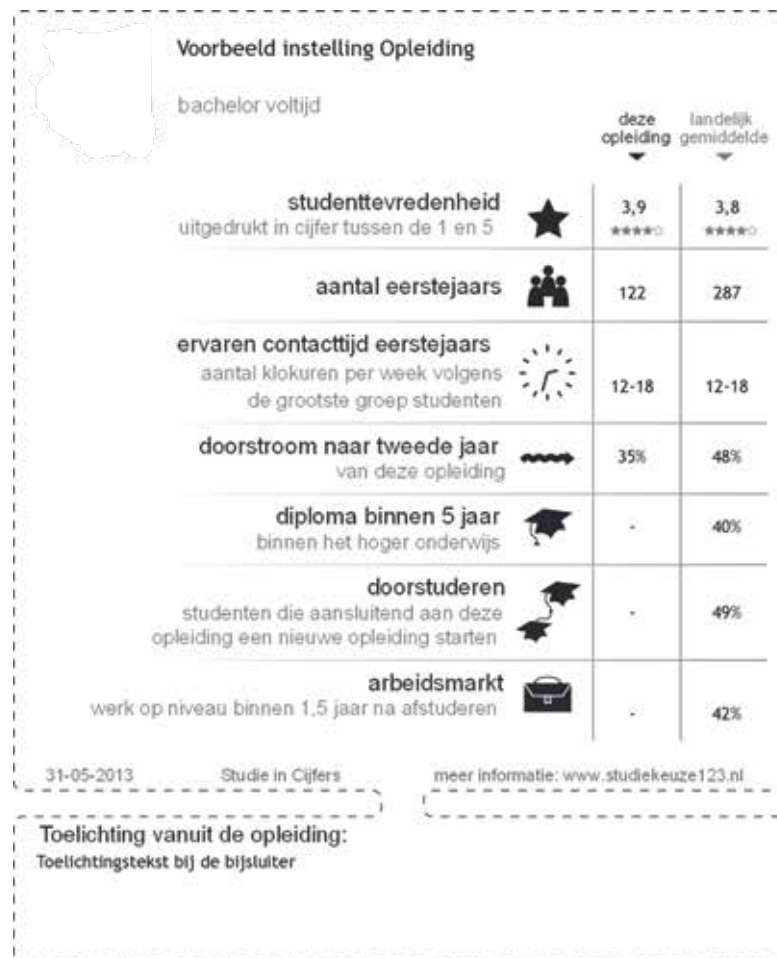 Voorbeeld instelling Opleiding
bachelor voltijd
deze opleiding
landelijk gemiddelde
studenttevredenheid
uitgedrukt in cijfer tussen de 1 en 5
3,9
3,8
★★★★☆
★★★★☆
aantal eerstejaars
122
287
ervaren contacttijd eerstejaars
aantal klokuren per week volgens
de grootste groep studenten
12-18
12-18
doorstroom naar tweede jaar
van deze opleiding
35%
48%
diploma binnen 5 jaar
binnen het hoger onderwijs
-
40%
doorstuderen
studenten die aansluitend aan deze
opleiding een nieuwe opleiding starten
-
49%
arbeidsmarkt
werk op niveau binnen 1,5 jaar na afstuderen
-
42%
31-05-2013
Studie in Cijfers
meer informatie: www.studiekeuze123.nl
Toelichting vanuit de opleiding:
Toelichtingstekst bij de bijsluiter